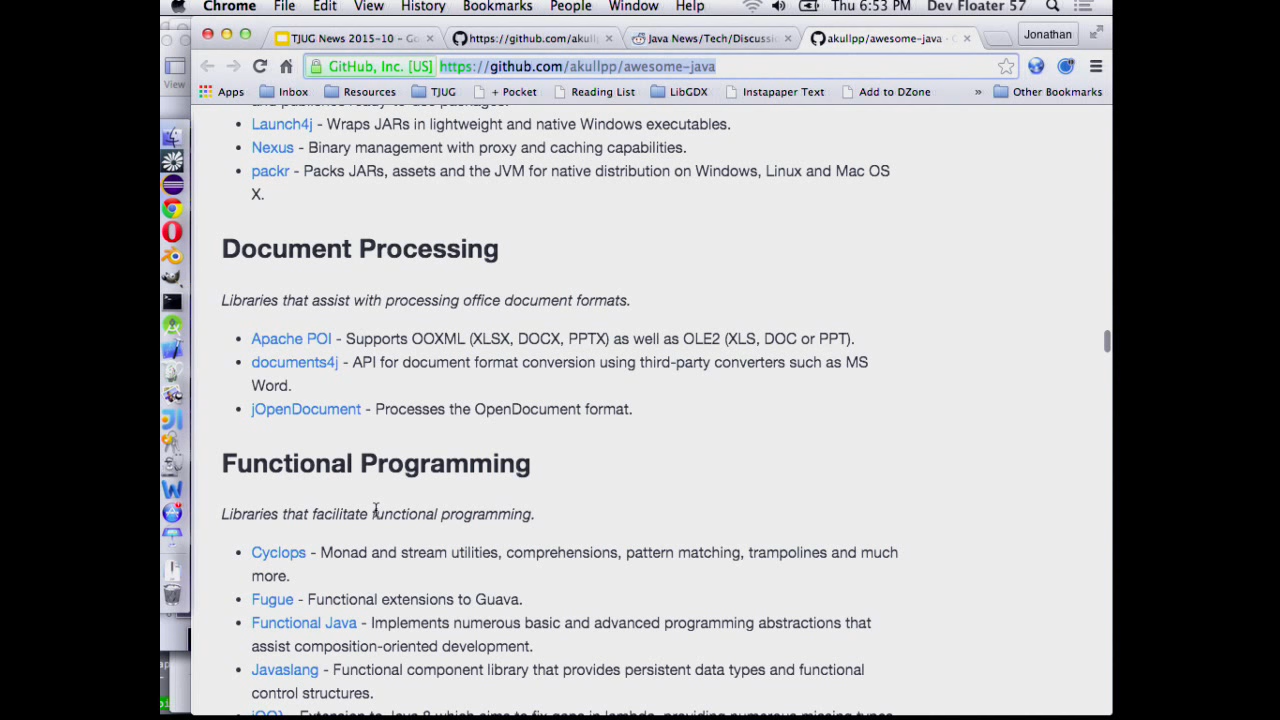 Chrome File Edit View History Bookmarks People Window Help Thu 6:53 PM Dev Floater 57
TJUG News 2015-10 – Go https://github.com/akul Java News/Tech/Discussi akullpp/awesome-java · Jonathan
GitHub, Inc. [US] https://github.com/akullpp/awesome-java
View
Apps Inbox Resources TJUG + Pocket Reading List LibGDX Instapaper Text Add to DZone » Other Bookmarks
Launch4j - Wraps JARs in lightweight and native Windows executables.
Nexus - Binary management with proxy and caching capabilities.
packr - Packs JARs, assets and the JVM for native distribution on Windows, Linux and Mac OS
X.
Document Processing
Libraries that assist with processing office document formats.
Apache POI - Supports OOXML (XLSX, DOCX, PPTX) as well as OLE2 (XLS, DOC or PPT).
documents4j - API for document format conversion using third-party converters such as MS
Word.
jOpenDocument - Processes the OpenDocument format.
Functional Programming
Libraries that facilitate functional programming.
Cyclops - Monad and stream utilities, comprehensions, pattern matching, trampolines and much
more.
Fugue - Functional extensions to Guava.
Functional Java - Implements numerous basic and advanced programming abstractions that
assist composition-oriented development.
Javaslang - Functional component library that provides persistent data types and functional
control structures.